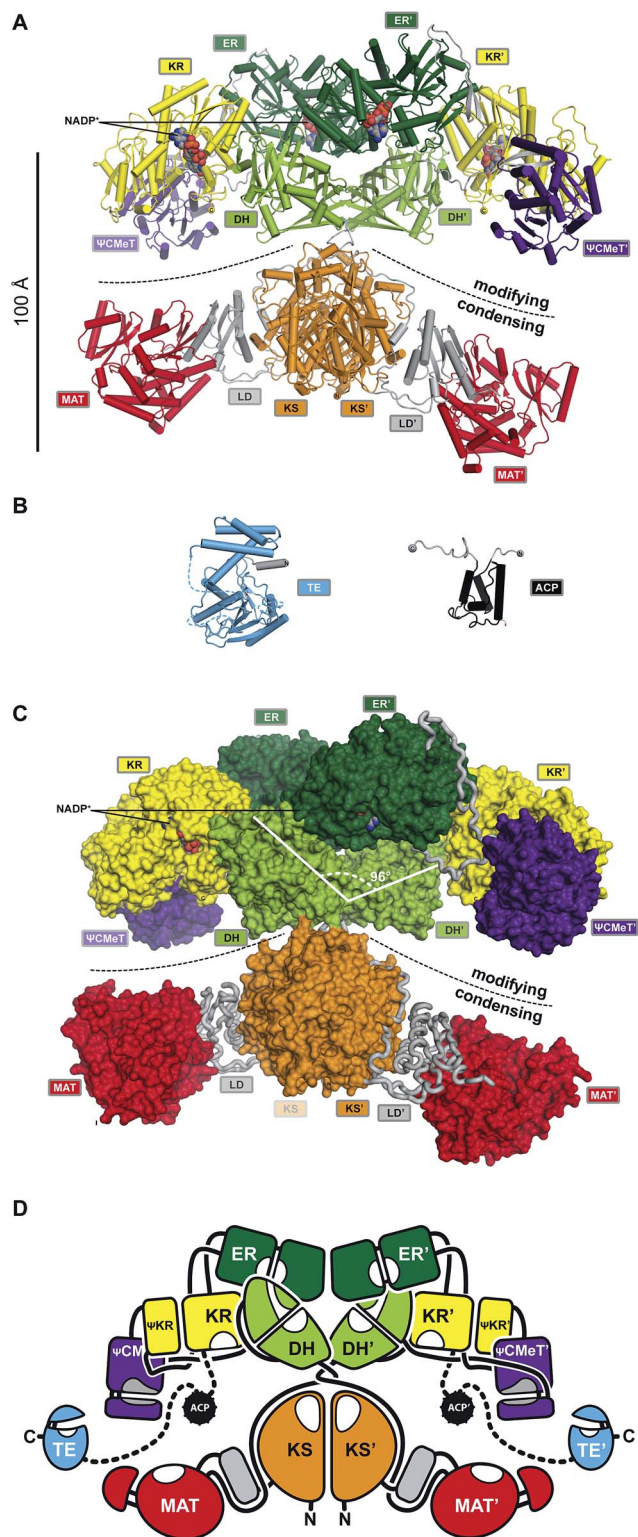 A
ER
ER'
KR
KR'
NADP+
DH
DH'
ΨCMeT
ΨCMeT'
modifying
condensing
100 Å
MAT
LD
KS
KS'
LD'
MAT'
B
TE
ACP
N
C
N
C
ER
ER'
KR
KR'
NADP+
96°
ΨCMeT
DH
DH'
ΨCMeT'
modifying
condensing
MAT
LD
KS
KS'
LD'
MAT'
D
ER
ER'
ΨKR
KR
KR'
ΨKR'
ΨCM
DH
DH'
ΨCMeT'
ACP
ACP'
C
TE
TE'
C
KS
KS'
MAT
MAT'
N
N